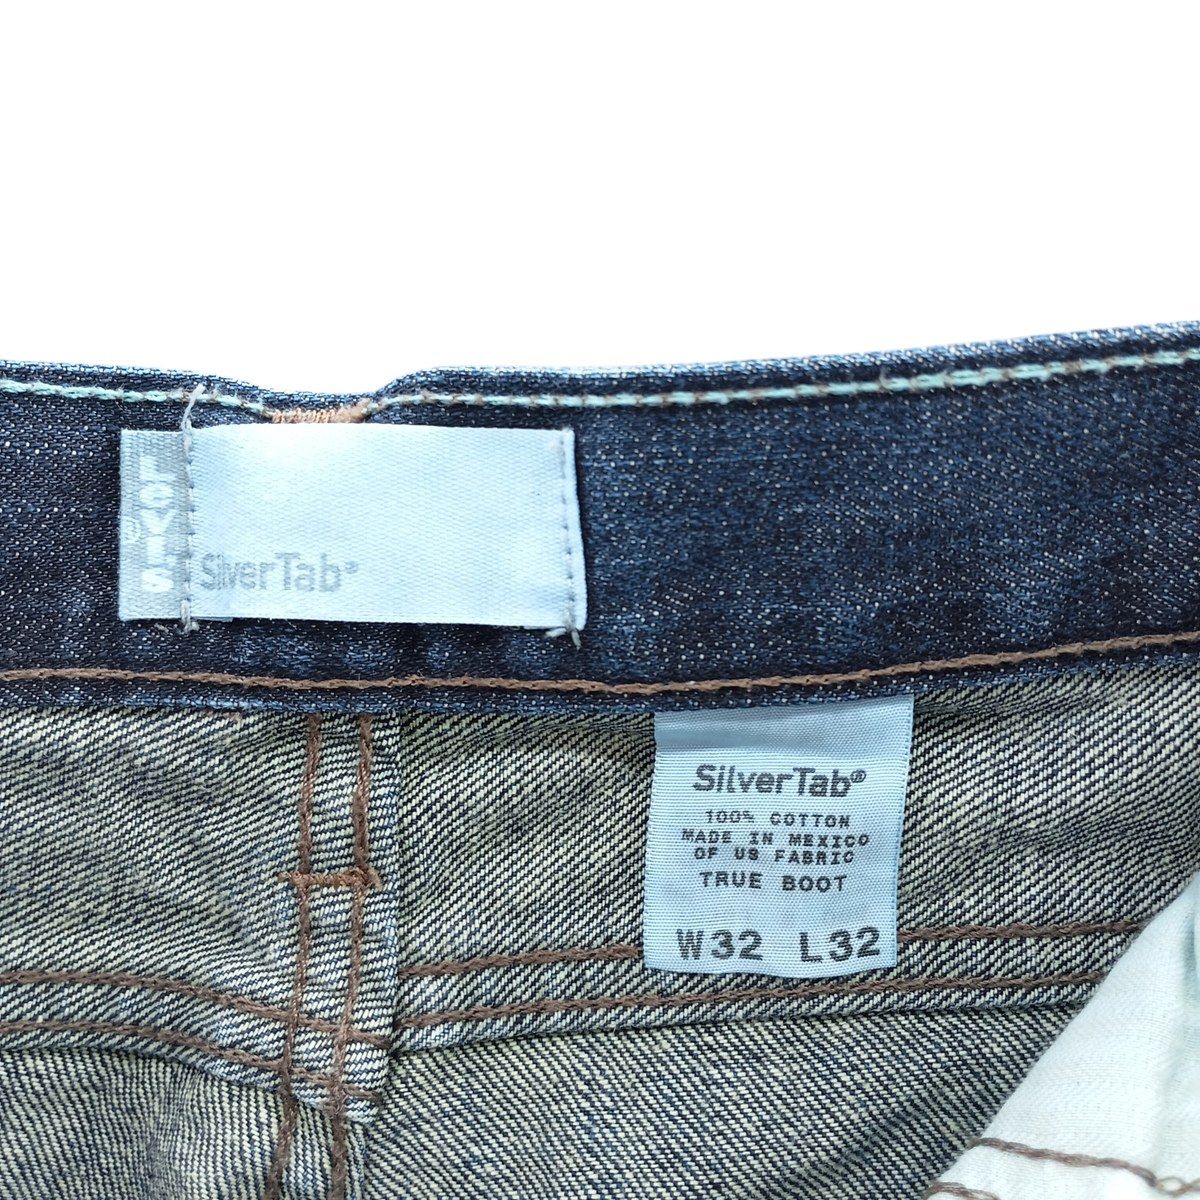 Levi's®
SilverTab®
SilverTab®
100% COTTON
MADE IN MEXICO
OF US FABRIC
TRUE BOOT
W32 L32